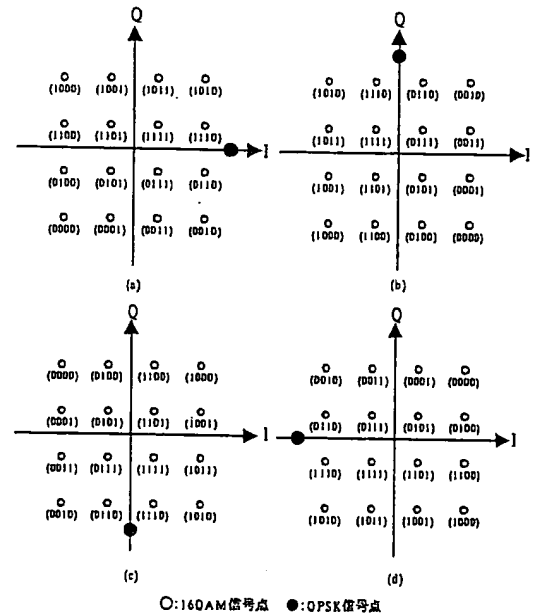 Q
Q
{1000} {1001} {1011} {1010}
{1010} {1110} {0110} {0010}
{1100} {1101} {1111} {1110}
{1011} {1111} {0111} {0011}
I
I
{0100} {0101} {0111} {0110}
{1001} {1101} {0101} {0001}
{0000} {0001} {0011} {0010}
{1000} {1100} {0100} {0000}
(a)
(b)
Q
Q
{0000} {0100} {1100} {1000}
{0010} {0011} {0001} {0000}
{0001} {0101} {1101} {1001}
{0110} {0111} {0101} {0100}
I
I
{0011} {0111} {1111} {1011}
{1110} {1111} {1101} {1100}
{0010} {0110} {1110} {1010}
{1010} {1011} {1001} {1000}
(c)
(d)
○:16QAM信号点 ●:QPSK信号点